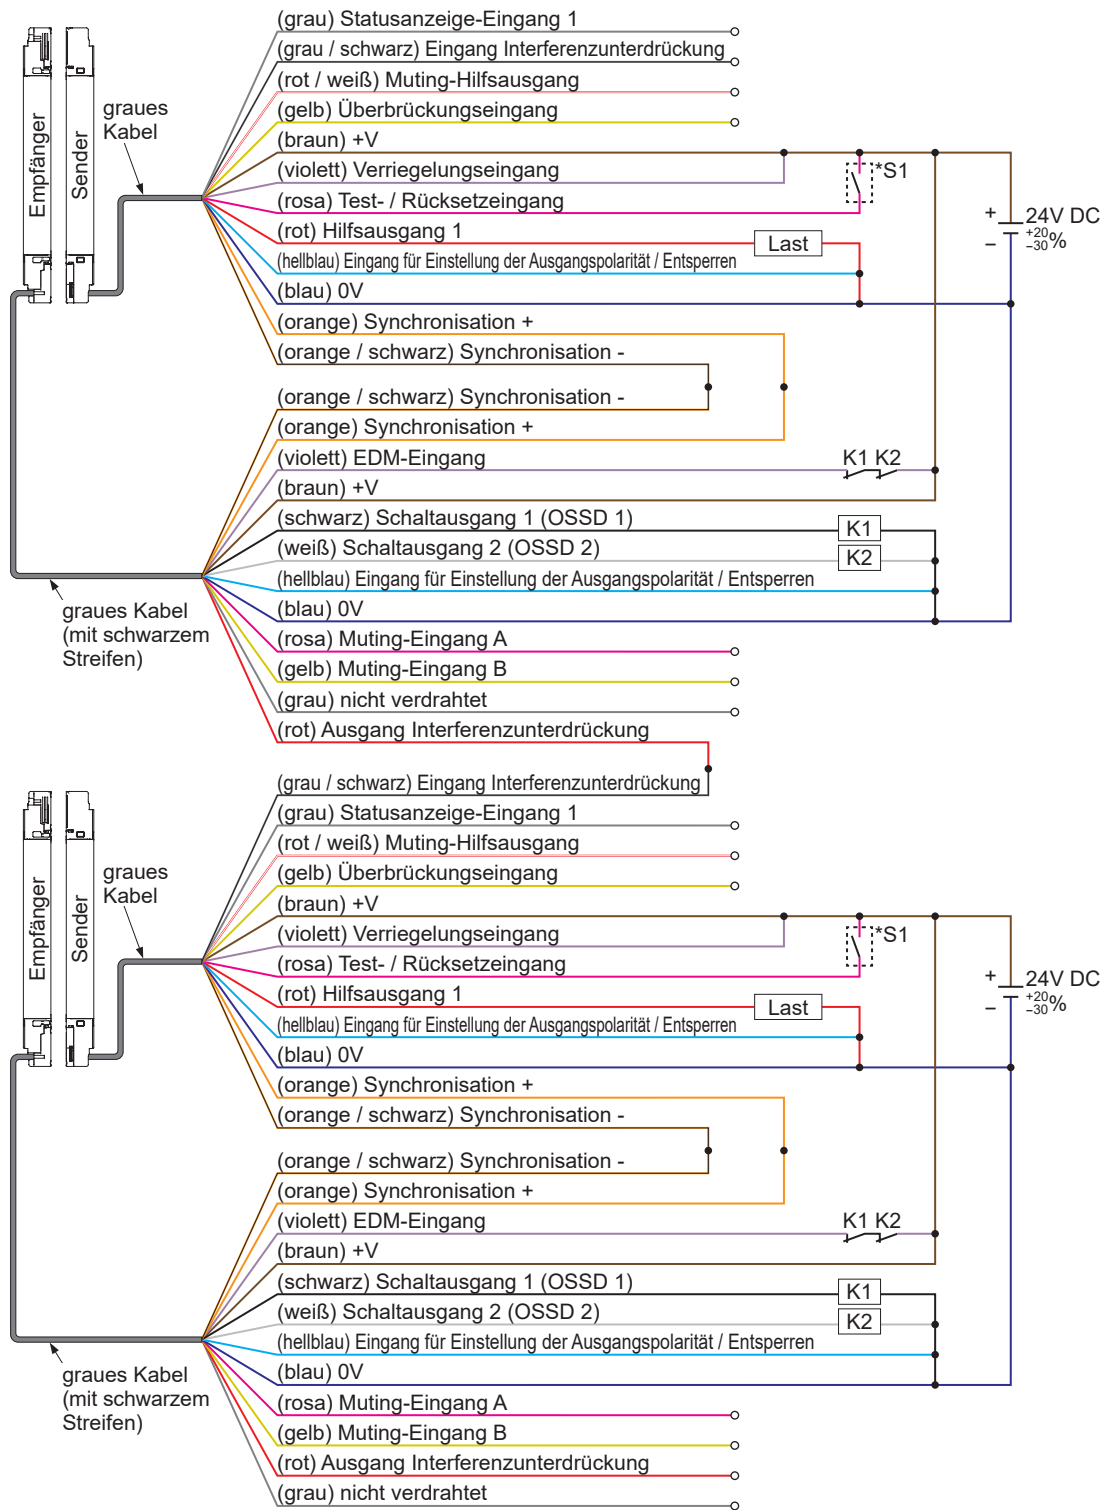 (grau) Statusanzeige-Eingang 1
(grau / schwarz) Eingang Interferenzunterdrückung
(rot / weiß) Muting-Hilfsausgang
(gelb) Überbrückungseingang
(braun) +V
(violett) Verriegelungseingang
(rosa) Test- / Rücksetzeingang
(rot) Hilfsausgang 1
(hellblau) Eingang für Einstellung der Ausgangspolarität / Entsperren
(blau) 0V
(orange) Synchronisation +
(orange / schwarz) Synchronisation -
Empfänger
Sender
graues
Kabel
*S1
Last
+
–
24V DC
+20
–30 %
(orange / schwarz) Synchronisation -
(orange) Synchronisation +
(violett) EDM-Eingang
K1 K2
(braun) +V
(schwarz) Schaltausgang 1 (OSSD 1)
K1
(weiß) Schaltausgang 2 (OSSD 2)
K2
(hellblau) Eingang für Einstellung der Ausgangspolarität / Entsperren
(blau) 0V
(rosa) Muting-Eingang A
(gelb) Muting-Eingang B
(grau) nicht verdrahtet
(rot) Ausgang Interferenzunterdrückung
graues Kabel
(mit schwarzem
Streifen)
(grau / schwarz) Eingang Interferenzunterdrückung
(grau) Statusanzeige-Eingang 1
(rot / weiß) Muting-Hilfsausgang
(gelb) Überbrückungseingang
(braun) +V
(violett) Verriegelungseingang
(rosa) Test- / Rücksetzeingang
(rot) Hilfsausgang 1
(hellblau) Eingang für Einstellung der Ausgangspolarität / Entsperren
(blau) 0V
(orange) Synchronisation +
(orange / schwarz) Synchronisation -
Empfänger
Sender
graues
Kabel
*S1
Last
+
–
24V DC
+20
–30 %
(orange / schwarz) Synchronisation -
(orange) Synchronisation +
(violett) EDM-Eingang
K1 K2
(braun) +V
(schwarz) Schaltausgang 1 (OSSD 1)
K1
(weiß) Schaltausgang 2 (OSSD 2)
K2
(hellblau) Eingang für Einstellung der Ausgangspolarität / Entsperren
(blau) 0V
(rosa) Muting-Eingang A
(gelb) Muting-Eingang B
(rot) Ausgang Interferenzunterdrückung
(grau) nicht verdrahtet
graues Kabel
(mit schwarzem
Streifen)